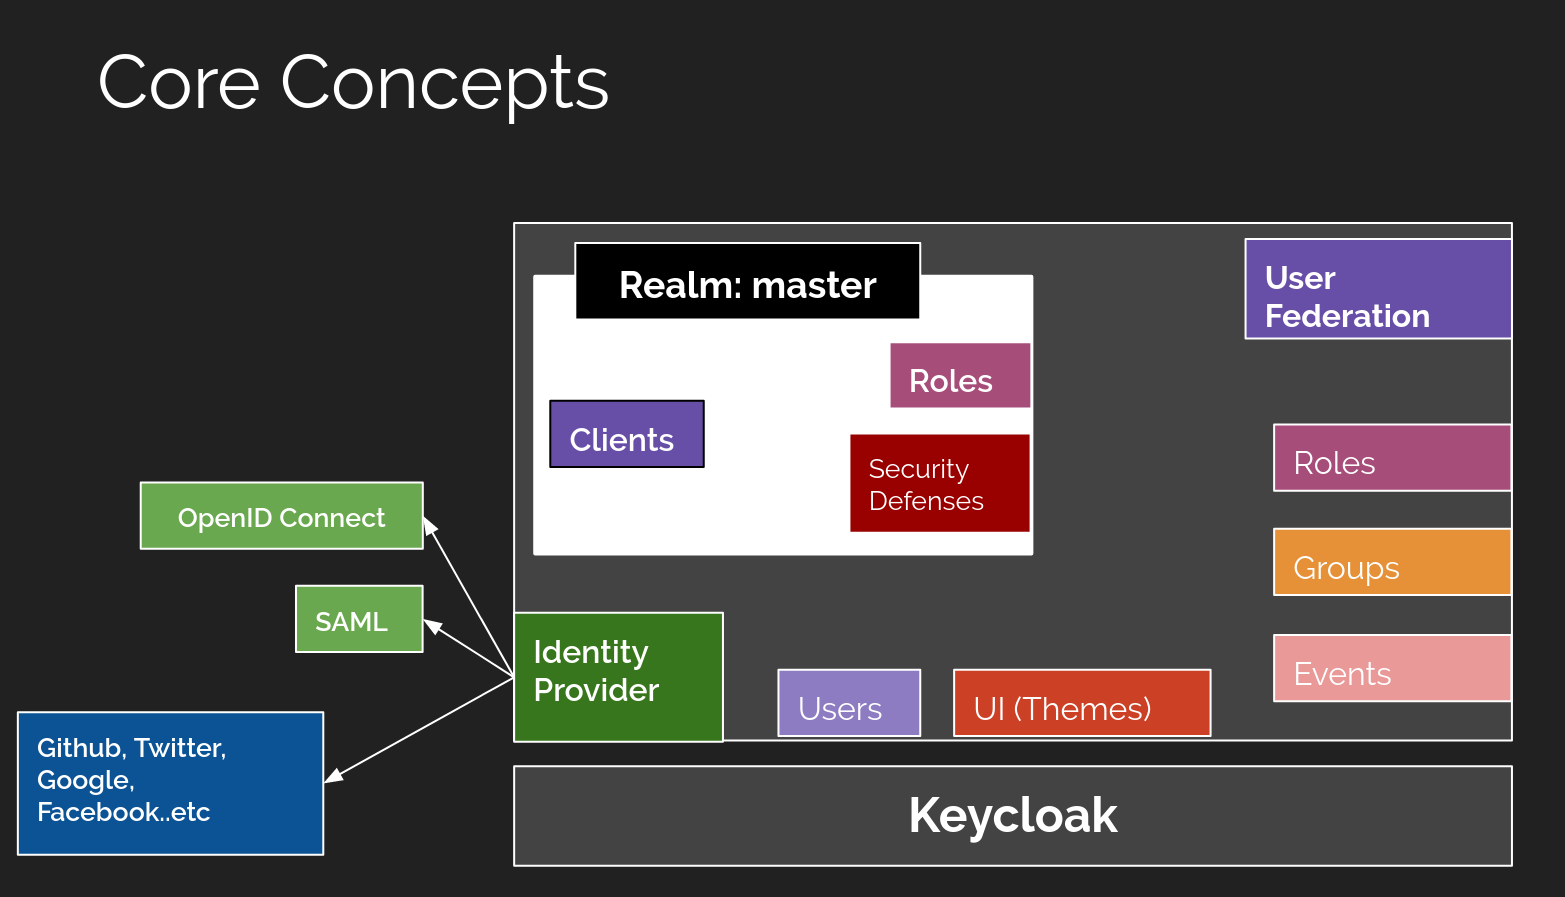 Core Concepts
Realm: master
User
Federation
Roles
Clients
Security
Defenses
Roles
OpenID Connect
Groups
SAML
Identity
Provider
Users
UI (Themes)
Events
Github, Twitter,
Google,
Facebook..etc
Keycloak